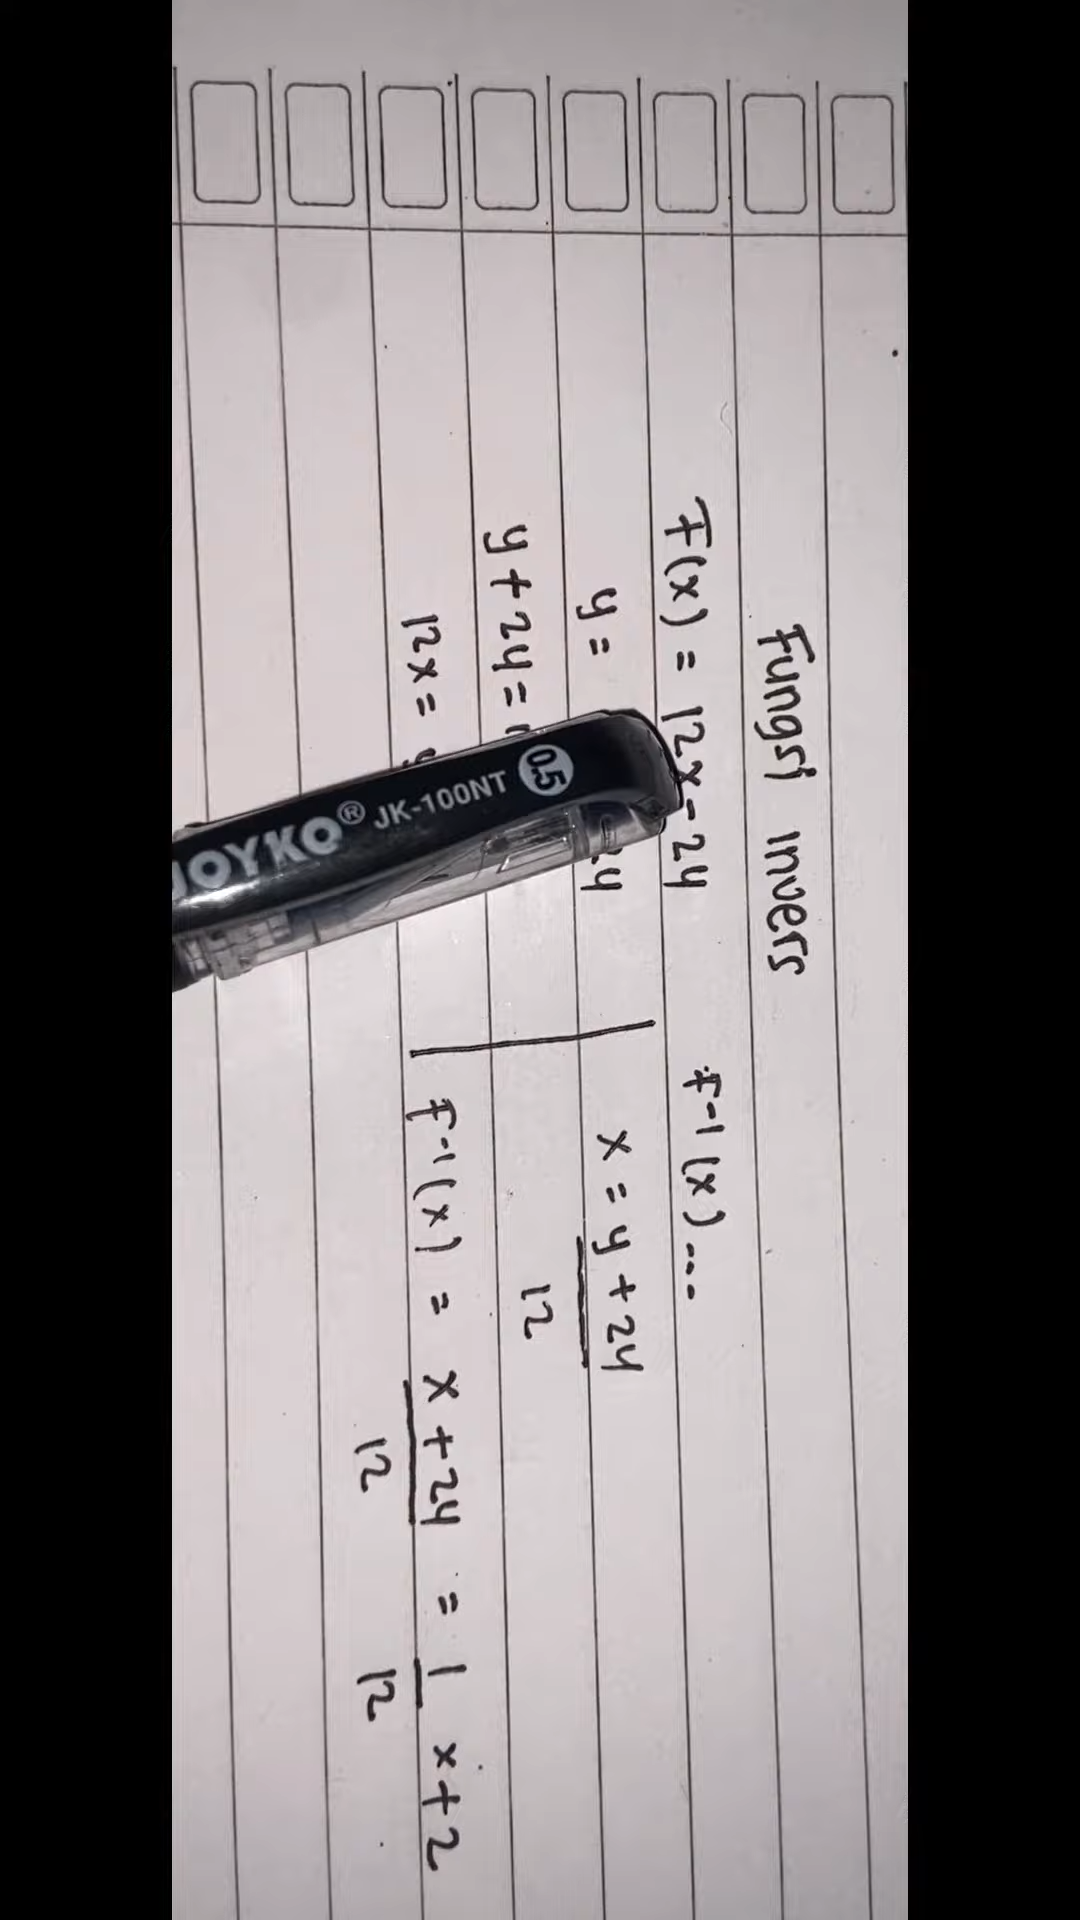 Fungsi invers
F(x) = 12x-24 f-1(x)...
y = -24
y + 24 =
12x =
x = y + 24
12
F-1(x) = x + 24 = 1 x + 2
12 12
JOYKO® JK-100NT 0.5